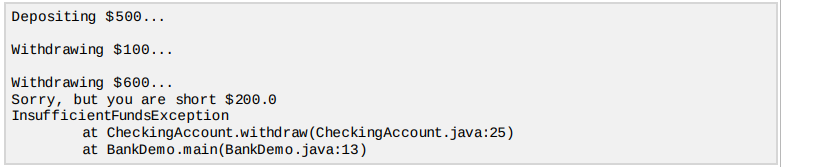 Depositing $500...
Withdrawing $100...
Withdrawing $600...
Sorry, but you are short $200.0
InsufficientFundsException
at CheckingAccount.withdraw(CheckingAccount.java:25)
at BankDemo.main(BankDemo.java:13)